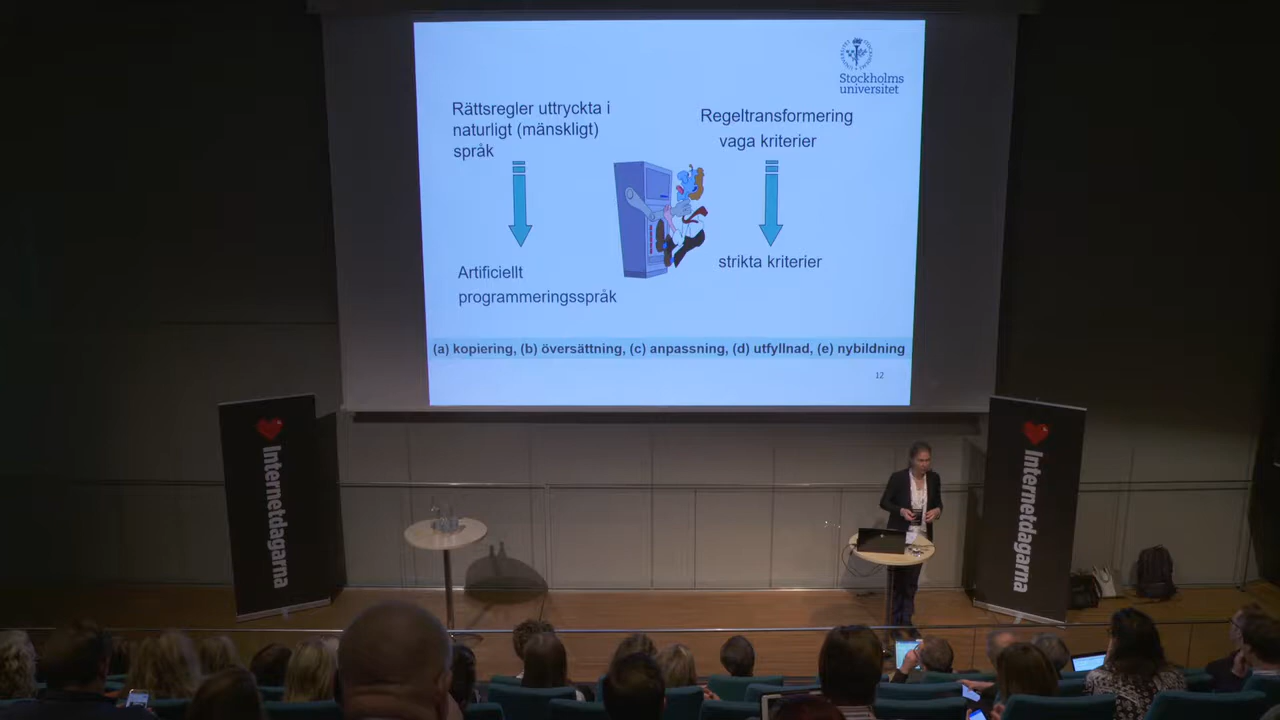 Stockholms
universitet
Rättsregler uttryckta i
naturligt (mänskligt)
språk
Artificiellt
programmeringsspråk
Regeltransformering
vaga kriterier
strikta kriterier
(a) kopiering, (b) översättning, (c) anpassning, (d) utfyllnad, (e) nybildning
12
Internetdagarna
Internetdagarna